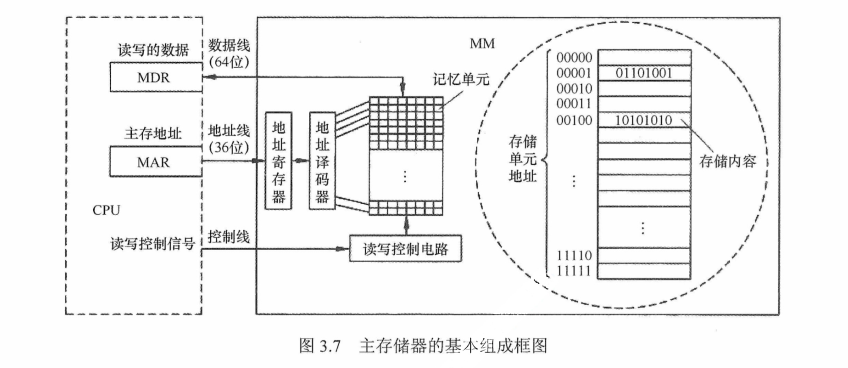 读写的数据
MDR
数据线
(64位)
主存地址
MAR
地址线
(36位)
CPU
读写控制信号
控制线
MM
地址寄存器
地址译码器
记忆单元
⋮
读写控制电路
存储
单元
地址
00000
00001
00010
00011
00100
⋮
11110
11111
01101001
10101010
⋮
存储内容
图 3.7 主存储器的基本组成框图